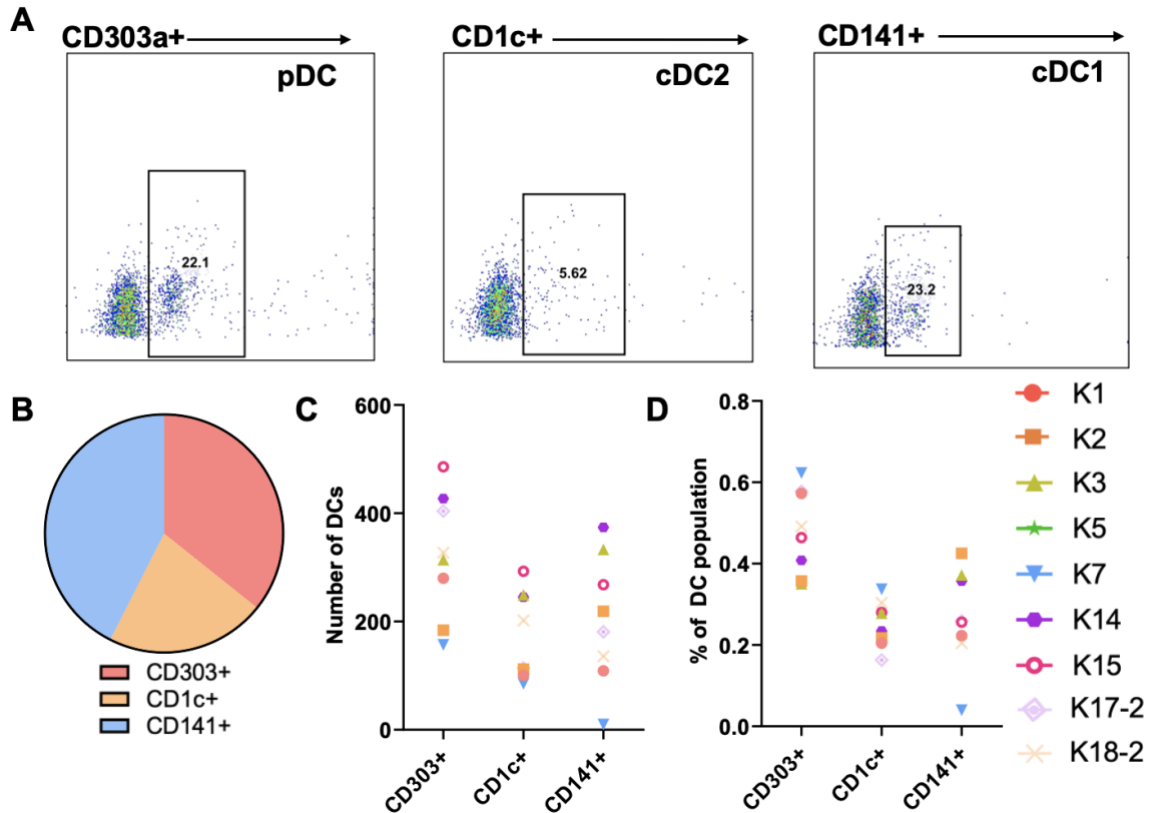 A
CD303a+
CD1c+
CD141+
pDC
cDC2
cDC1
22.1
5.62
23.2
B
CD303+
CD1c+
CD141+
C
Number of DCs
600
400
200
0
CD303+
CD1c+
CD141+
D
% of DC population
0.8
0.6
0.4
0.2
0.0
CD303+
CD1c+
CD141+
K1
K2
K3
K5
K7
K14
K15
K17-2
K18-2